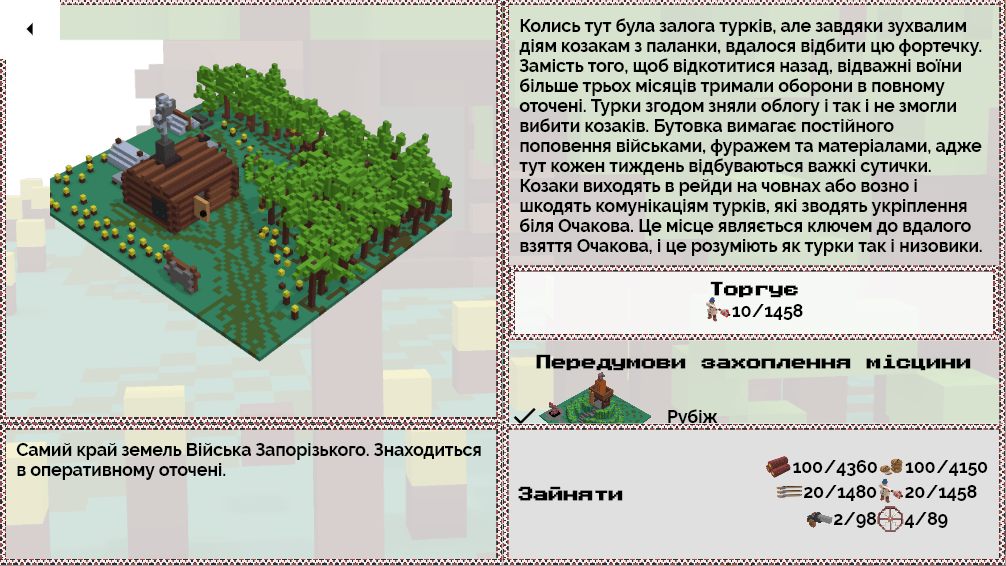 Колись тут була залога турків, але завдяки зухвалим
діям козакам з паланки, вдалося відбити цю фортечку.
Замість того, щоб відкотитися назад, відважні воїни
більше трьох місяців тримали оборони в повному
оточені. Турки згодом зняли облогу і так і не змогли
вибити козаків. Бутовка вимагає постійного
поповення військами, фуражем та матеріалами, адже
тут кожен тиждень відбуваються важкі сутички.
Козаки виходять в рейди на човнах або возно і
шкодять комунікаціям турків, які зводять укріплення
біля Очакова. Це місце являється ключем до вдалого
взяття Очакова, і це розуміють як турки так і низовики.
Торгує
10/1458
Передумови захоплення місцини
Рубіж
Самий край земель Війська Запорізького. Знаходиться
в оперативному оточені.
Зайняти
100/4360 100/4150
20/1480 20/1458
2/98 4/89